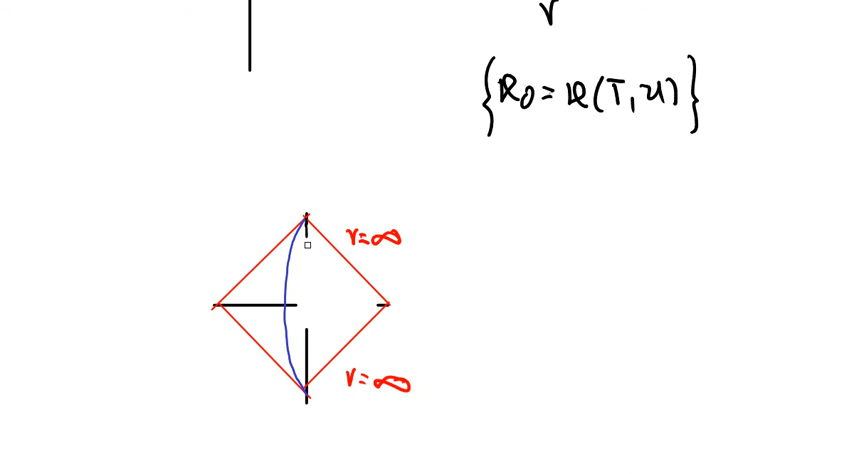 r
{R₀ = R(T, u)}
r = ∞
r = ∞